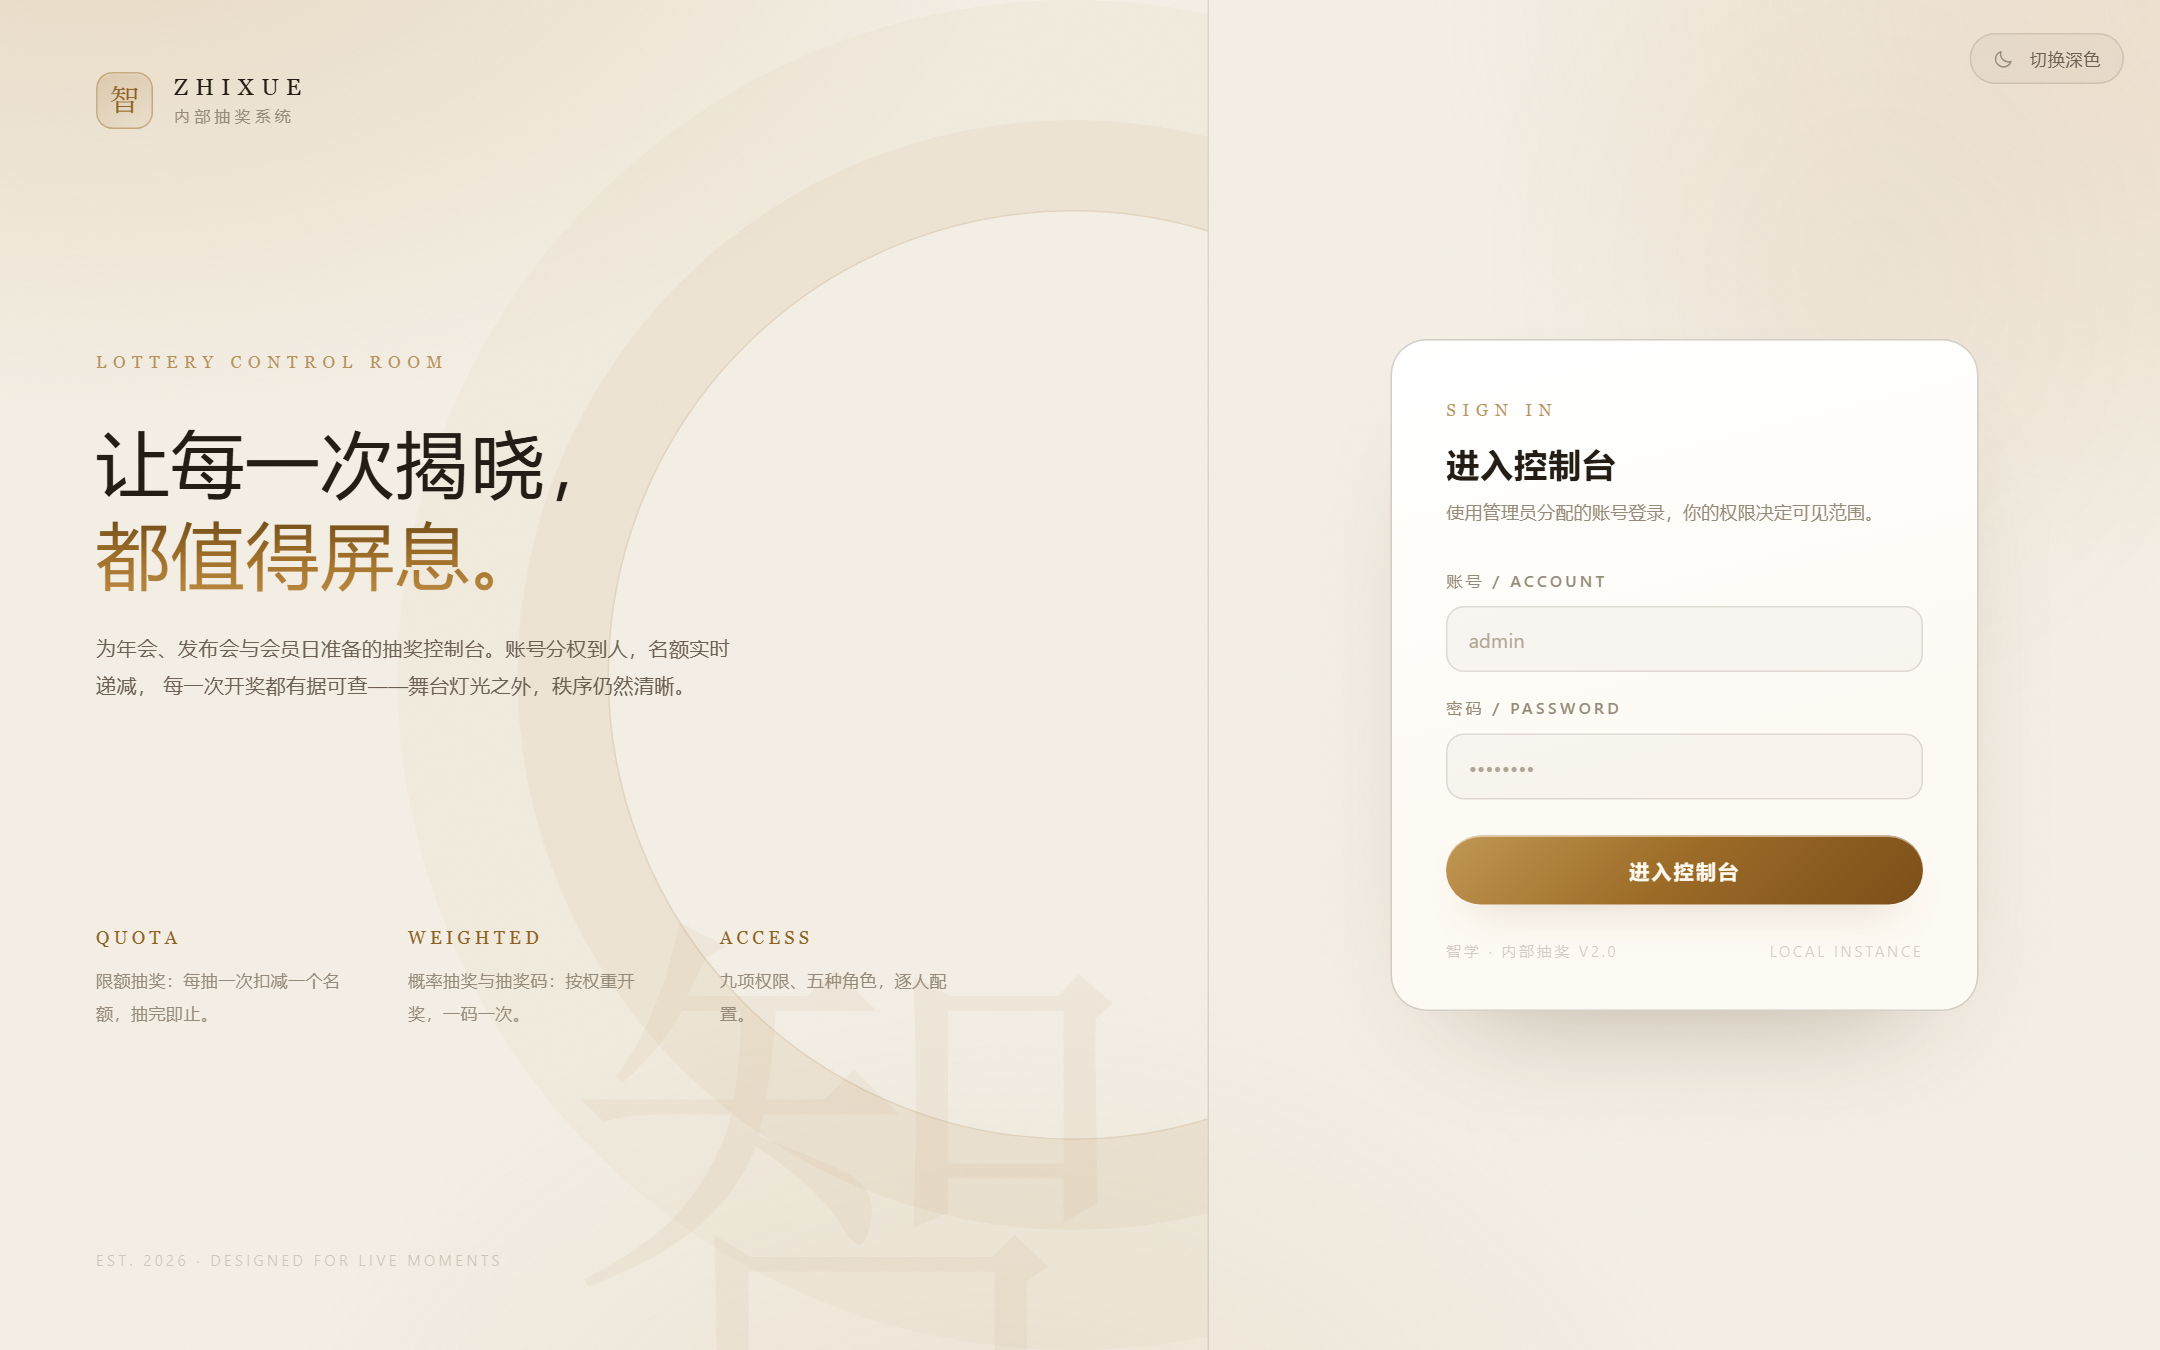 智
ZHIXUE
内部抽奖系统
切换深色
LOTTERY CONTROL ROOM
让每一次揭晓，
都值得屏息。
为年会、发布会与会员日准备的抽奖控制台。账号分权到人，名额实时
递减， 每一次开奖都有据可查——舞台灯光之外，秩序仍然清晰。
QUOTA
限额抽奖：每抽一次扣减一个名
额，抽完即止。
WEIGHTED
概率抽奖与抽奖码：按权重开
奖，一码一次。
ACCESS
九项权限、五种角色，逐人配
置。
智
EST. 2026 · DESIGNED FOR LIVE MOMENTS
SIGN IN
进入控制台
使用管理员分配的账号登录，你的权限决定可见范围。
账号 / ACCOUNT
admin
密码 / PASSWORD
••••••••
进入控制台
智学 · 内部抽奖 V2.0
LOCAL INSTANCE